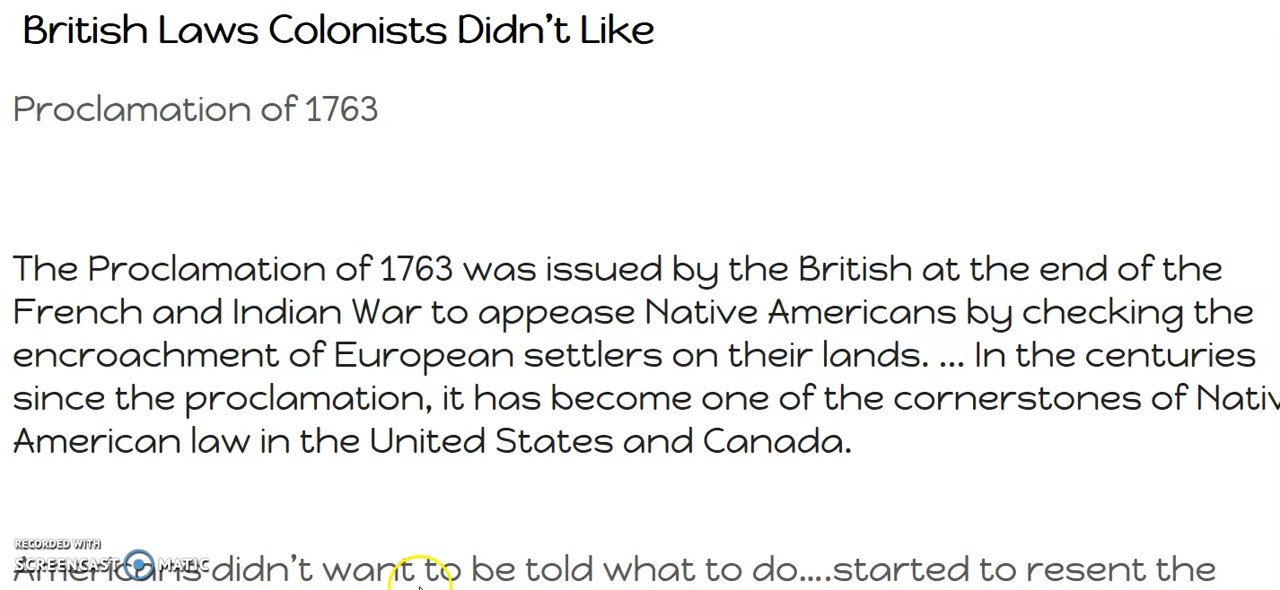 British Laws Colonists Didn't Like
Proclamation of 1763
The Proclamation of 1763 was issued by the British at the end of the
French and Indian War to appease Native Americans by checking the
encroachment of European settlers on their lands. ... In the centuries
since the proclamation, it has become one of the cornerstones of Nativ
American law in the United States and Canada.
RECORDED WITH
SCREENCAST MATIC
Americans didn't want to be told what to do....started to resent the